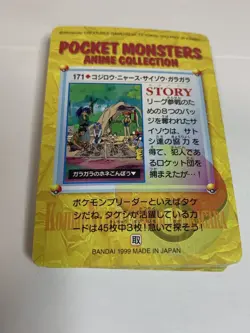 POCKET MONSTERS
ANIME COLLECTION
171●コジロウ・ニャース・サイゾウ・ガラガラ
STORY
リーグ参戦のた
めの8つのバッ
ジを奪われたサ
イゾウは、サト
シ達の協力を
得て、犯人であ
るロケット団を
捕まえたが…!
ガラガラのホネこんぼう▼
ポケモンブリーダーといえばタケ
シだね。タケシが活躍しているカ
ードは45枚中3枚!急いで探そう!
取
BANDAI 1999 MADE IN JAPAN